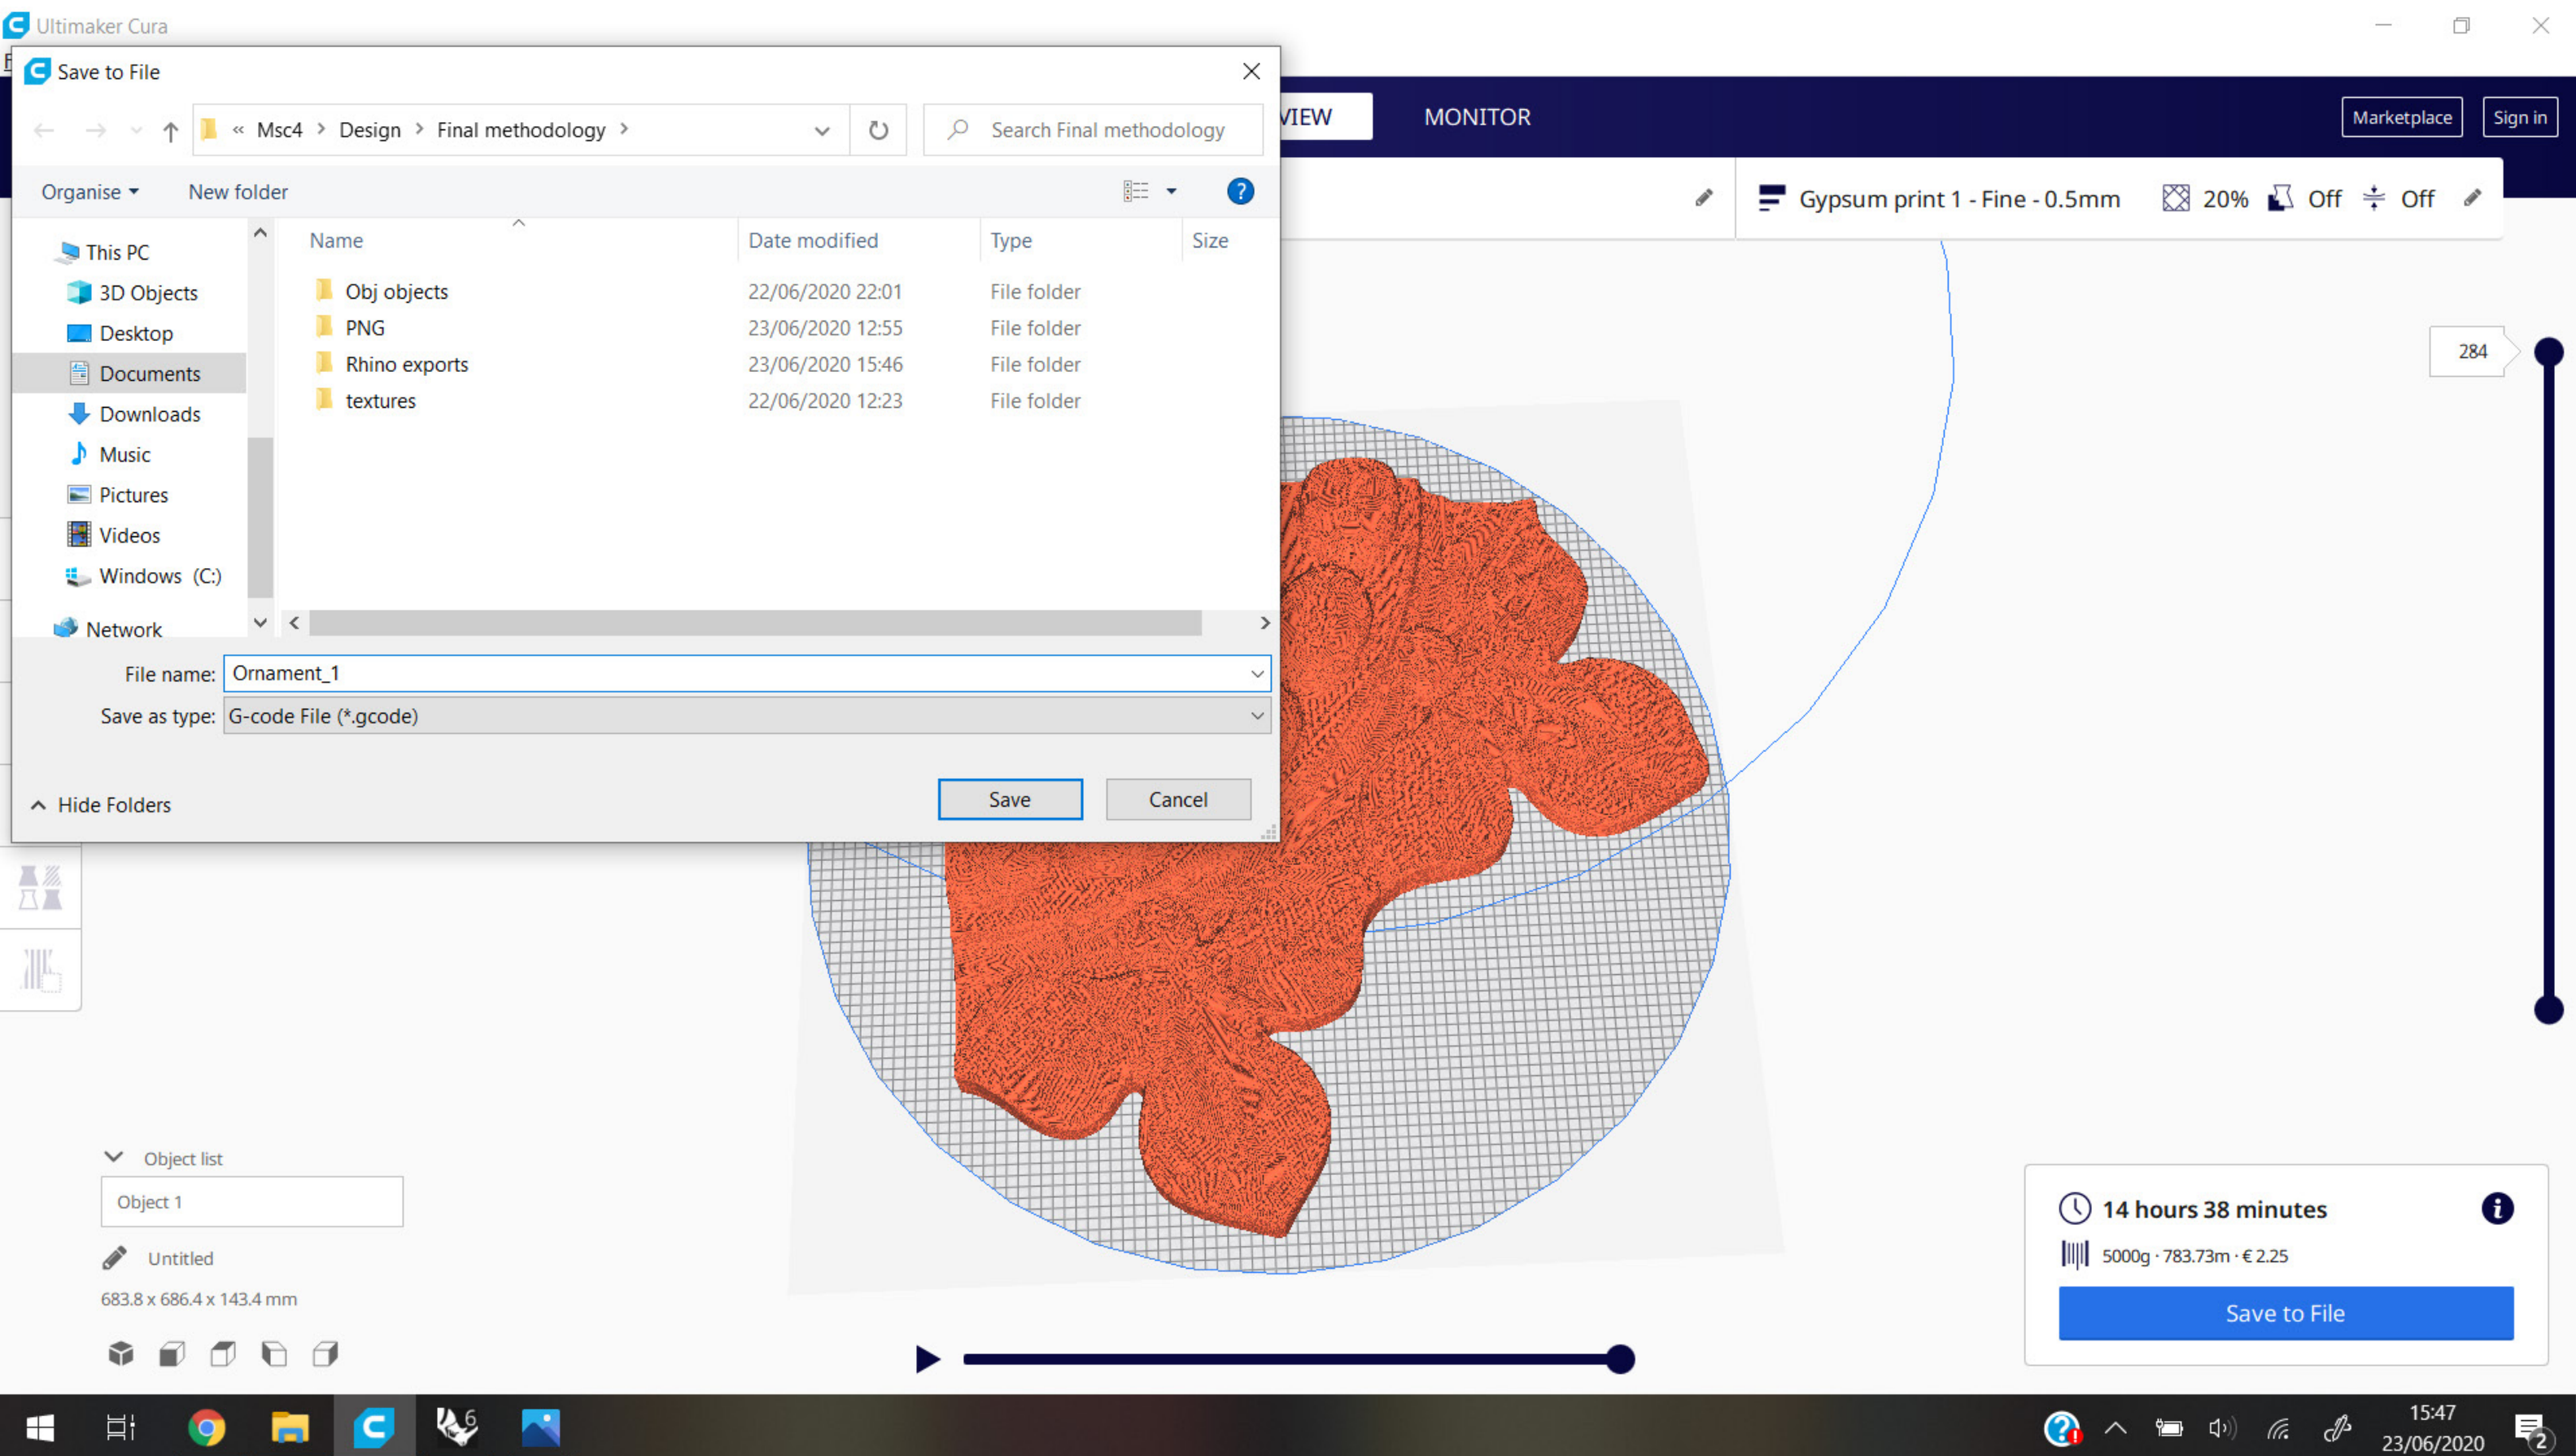 Ultimaker Cura
Save to File
« Msc4 > Design > Final methodology >
Search Final methodology
VIEW
MONITOR
Marketplace
Sign in
Organise
New folder
Gypsum print 1 - Fine - 0.5mm
20%
Off
Off
Name
Date modified
Type
Size
This PC
3D Objects
Desktop
Documents
Downloads
Music
Pictures
Videos
Windows (C:)
Network
Obj objects 22/06/2020 22:01 File folder
PNG 23/06/2020 12:55 File folder
Rhino exports 23/06/2020 15:46 File folder
textures 22/06/2020 12:23 File folder
284
File name: Ornament_1
Save as type: G-code File (*.gcode)
Hide Folders
Save
Cancel
Object list
Object 1
Untitled
683.8 x 686.4 x 143.4 mm
14 hours 38 minutes
5000g · 783.73m · € 2.25
Save to File
6
15:47
23/06/2020
2